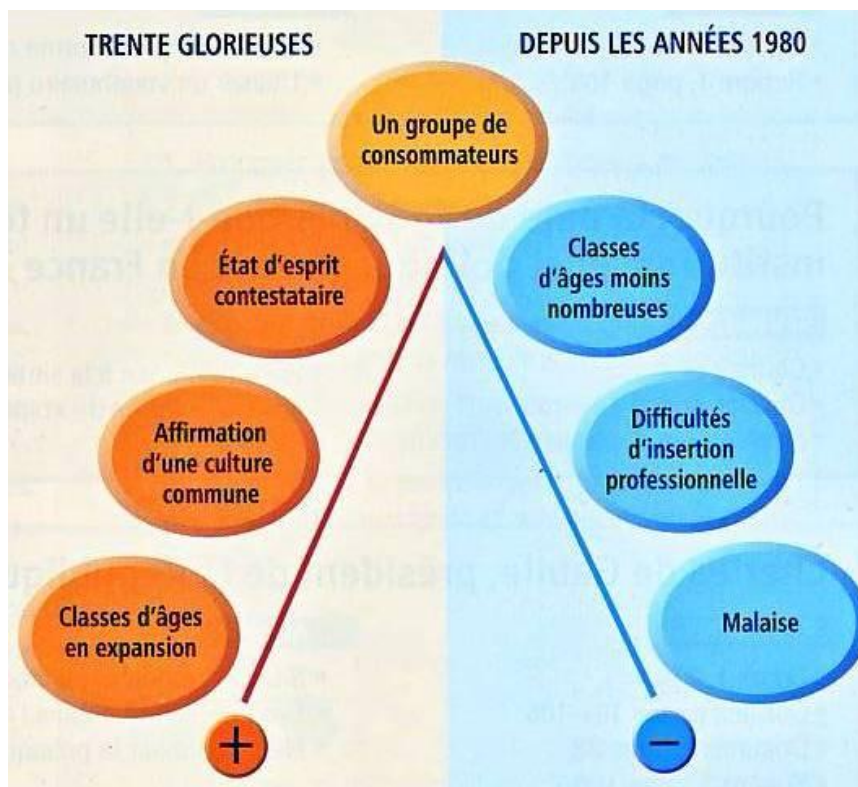 TRENTE GLORIEUSES
DEPUIS LES ANNÉES 1980
Un groupe de
consommateurs
État d'esprit
contestataire
Classes
d'âges moins
nombreuses
Affirmation
d'une culture
commune
Difficultés
d'insertion
professionnelle
Classes d'âges
en expansion
Malaise
+
−